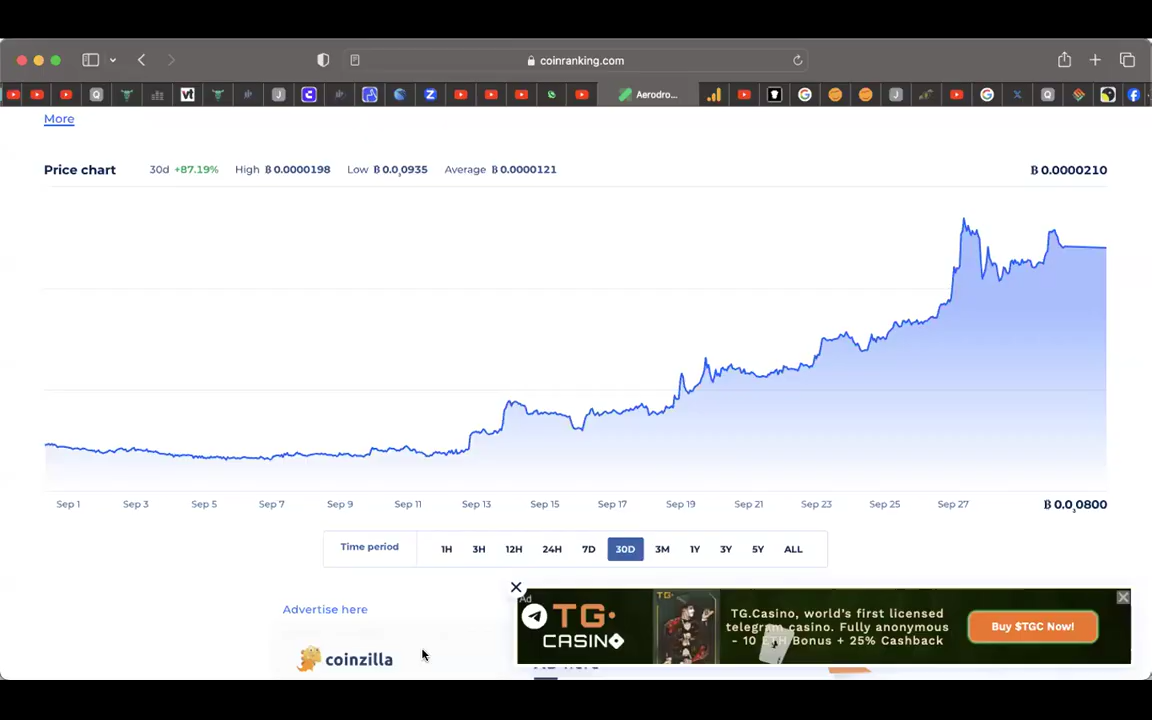 coinranking.com
Aerodro...
More
Price chart 30d +87.19% High ₿ 0.0000198 Low ₿ 0.0₅0935 Average ₿ 0.0000121
₿ 0.0000210
Sep 1 Sep 3 Sep 5 Sep 7 Sep 9 Sep 11 Sep 13 Sep 15 Sep 17 Sep 19 Sep 21 Sep 23 Sep 25 Sep 27
₿ 0.0₅0800
Time period 1H 3H 12H 24H 7D 30D 3M 1Y 3Y 5Y ALL
Advertise here
coinzilla
Ad
TG.
CASINO
TG.Casino, world's first licensed
telegram casino. Fully anonymous
- 10 ETH Bonus + 25% Cashback
Buy $TGC Now!